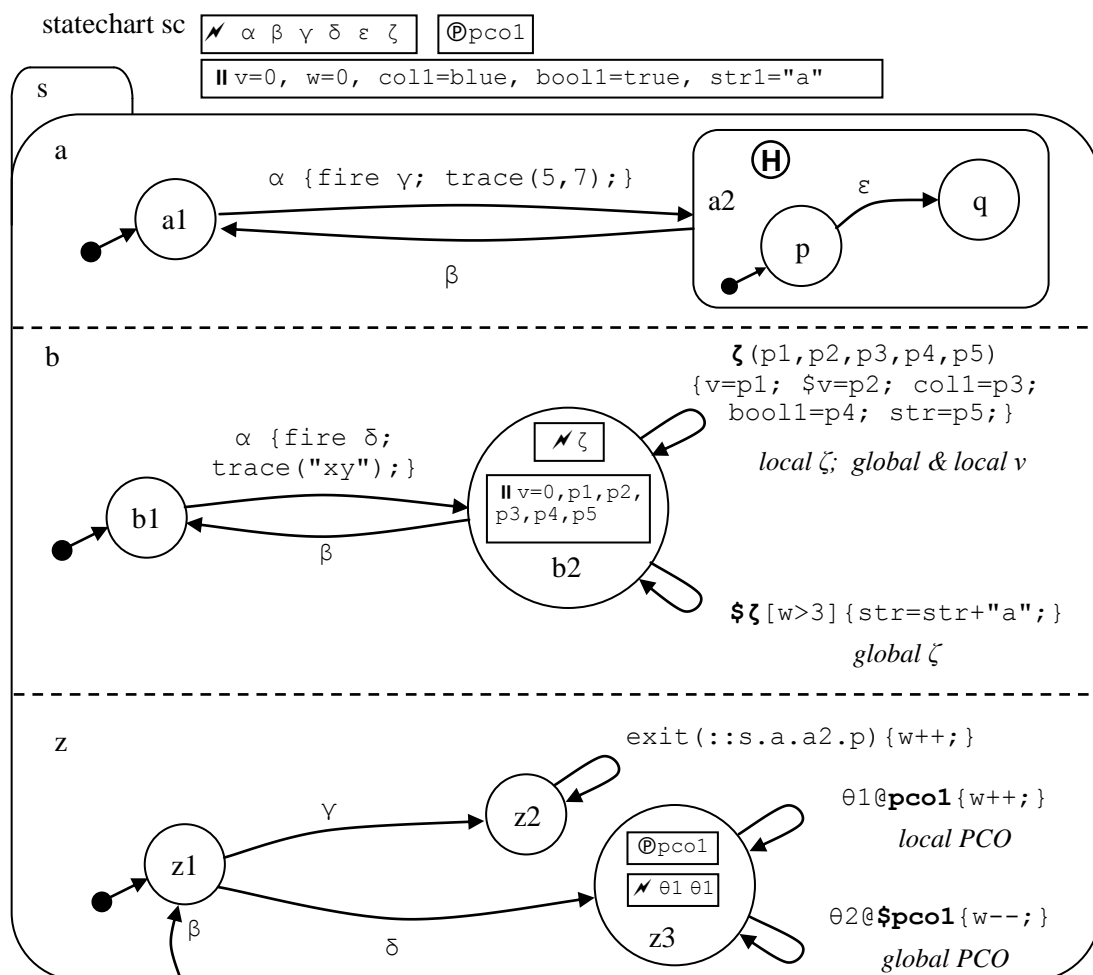 statechart sc
α β γ δ ε ζ
Ⓟpco1
v=0, w=0, col1=blue, bool1=true, str1="a"
s
a
H
α {fire γ; trace(5,7);}
a1
a2
p
ε
q
β
b
ζ(p1,p2,p3,p4,p5)
{v=p1; $v=p2; col1=p3;
bool1=p4; str=p5;}
local ζ; global & local v
α {fire δ;
trace("xy");}
b1
β
ζ
v=0,p1,p2,
p3,p4,p5
b2
$ζ[w>3]{str=str+"a";}
global ζ
z
exit(::s.a.a2.p){w++;}
γ
z2
z1
β
δ
Ⓟpco1
θ1 θ1
z3
θ1@pco1{w++;}
local PCO
θ2@$pco1{w--;}
global PCO